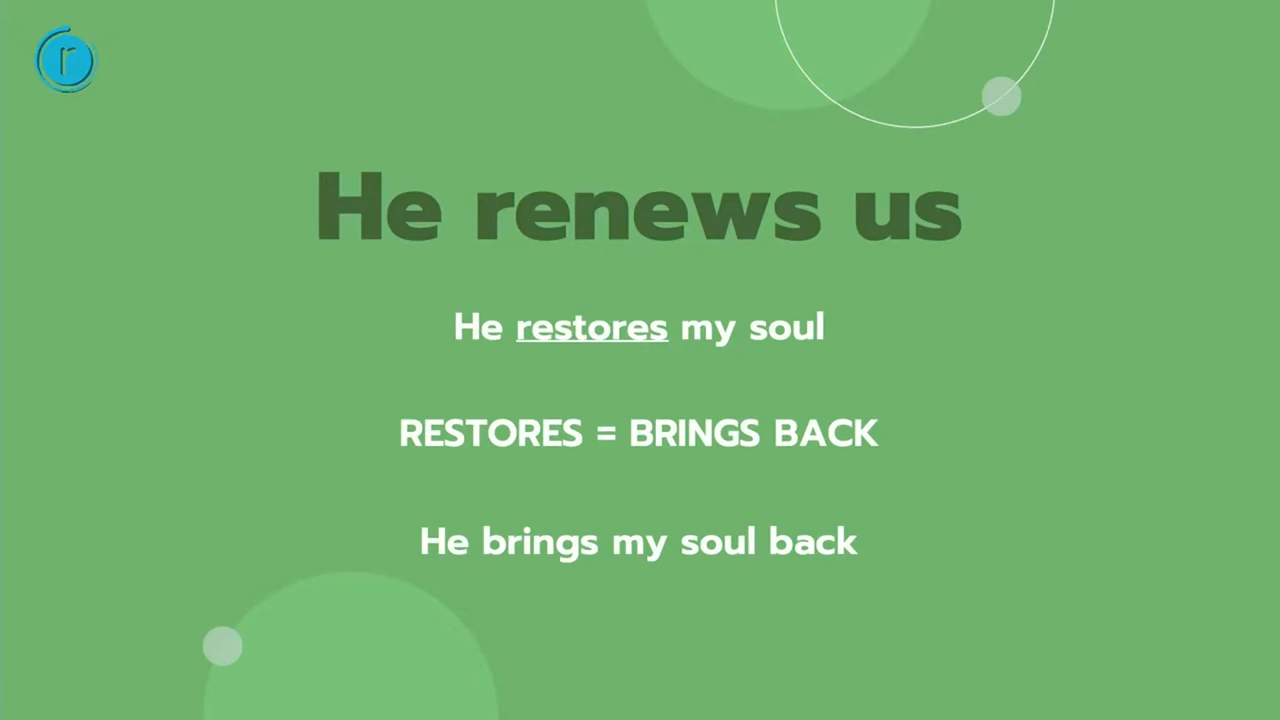 r
He renews us
He restores my soul
RESTORES = BRINGS BACK
He brings my soul back